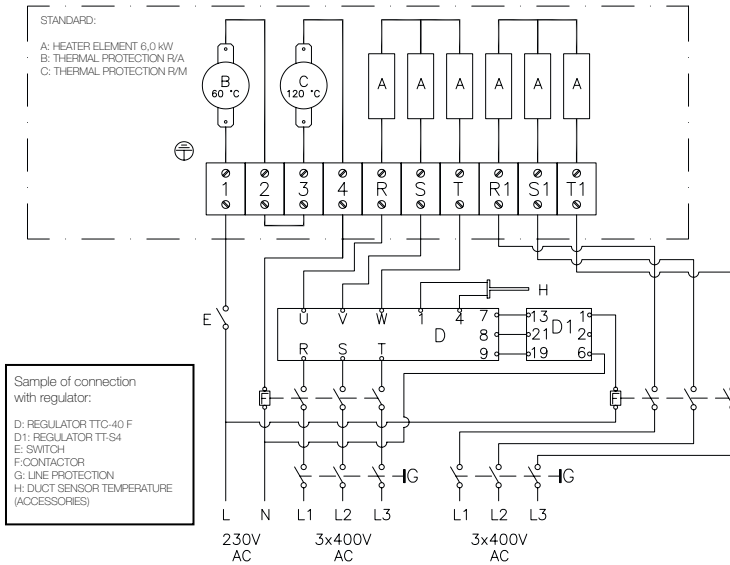 STANDARD:
A: HEATER ELEMENT 6,0 kW
B: THERMAL PROTECTION R/A
C: THERMAL PROTECTION R/M
B
60 °C
C
120 °C
A A A A A A
1 2 3 4 R S T R1 S1 T1
E
H
U V W 1 4 7 13 1
D 8 21 D1 2
R S T 9 19 6
F F
Sample of connection
with regulator:
D: REGULATOR TTC-40 F
D1: REGULATOR TT-S4
E: SWITCH
F:CONTACTOR
G: LINE PROTECTION
H: DUCT SENSOR TEMPERATURE
(ACCESSORIES)
G G
L N L1 L2 L3 L1 L2 L3
230V 3x400V 3x400V
AC AC AC